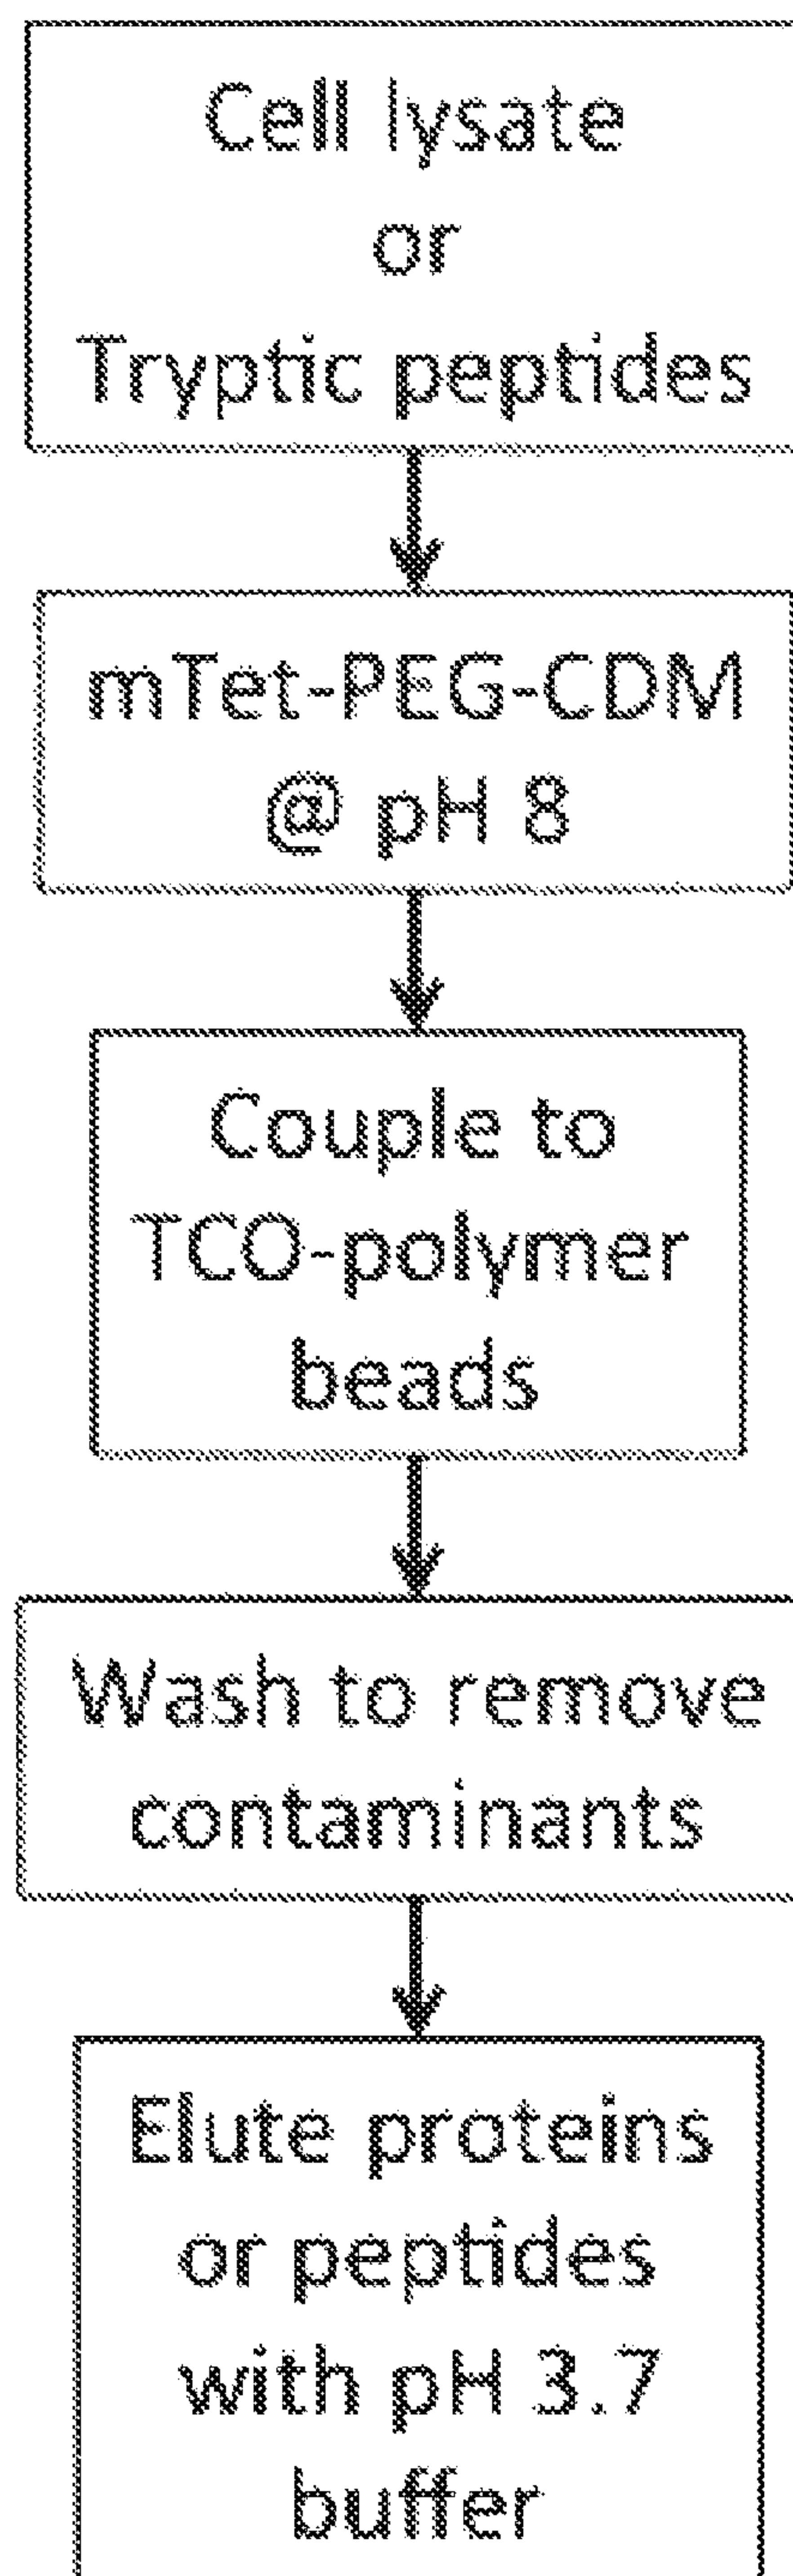 Cell lysate
or
Tryptic peptides
mTet-PEG-CDM
@ pH 8
Couple to
TCO-polymer
beads
Wash to remove
contaminants
Elute proteins
or peptides
with pH 3.7
buffer